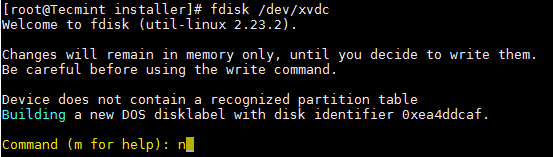 [root@Tecmint installer]# fdisk /dev/xvdc
Welcome to fdisk (util-linux 2.23.2).
Changes will remain in memory only, until you decide to write them.
Be careful before using the write command.
Device does not contain a recognized partition table
Building a new DOS disklabel with disk identifier 0xea4ddcaf.
Command (m for help): n